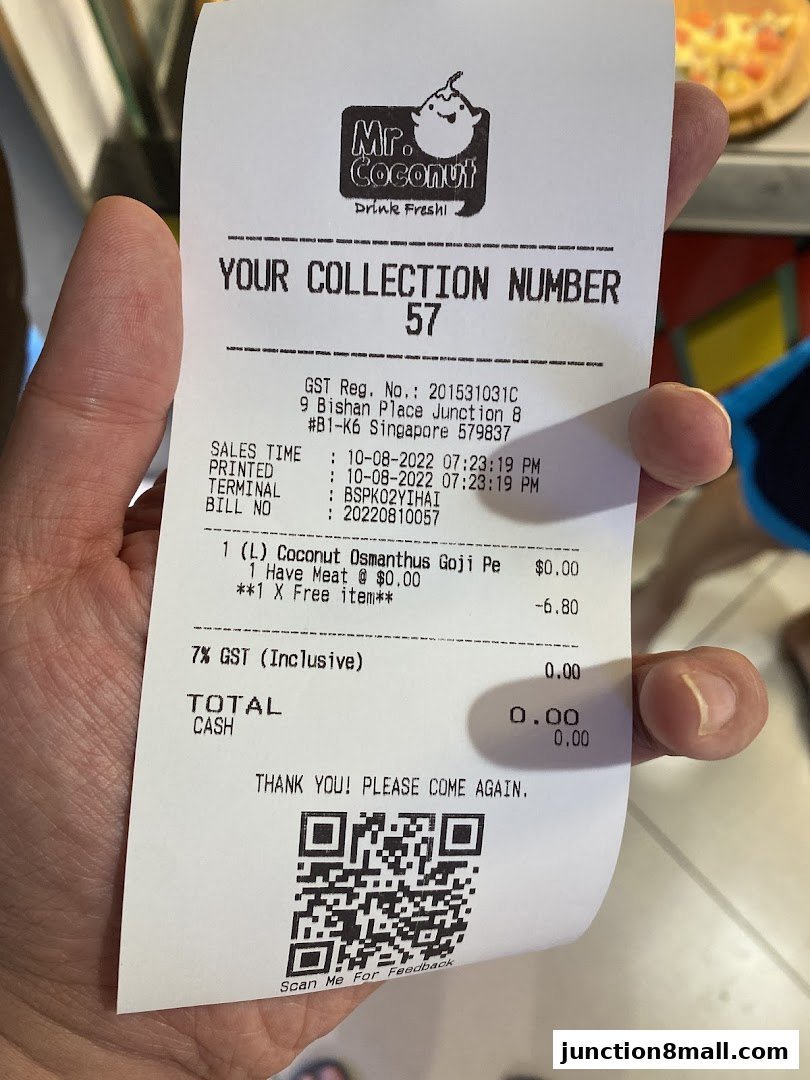 Mr.
Coconut
Drink Fresh!
YOUR COLLECTION NUMBER
57
GST Reg. No.: 201531031C
9 Bishan Place Junction 8
#B1-K6 Singapore 579837
SALES TIME : 10-08-2022 07:23:19 PM
PRINTED : 10-08-2022 07:23:19 PM
TERMINAL : BSPK02YIHAI
BILL NO : 20220810057
1 (L) Coconut Osmanthus Goji Pe $0.00
1 Have Meat @ $0.00
**1 X Free item** -6.80
7% GST (Inclusive) 0.00
TOTAL 0.00
CASH 0.00
THANK YOU! PLEASE COME AGAIN.
Scan Me For Feedback
junction8mall.com